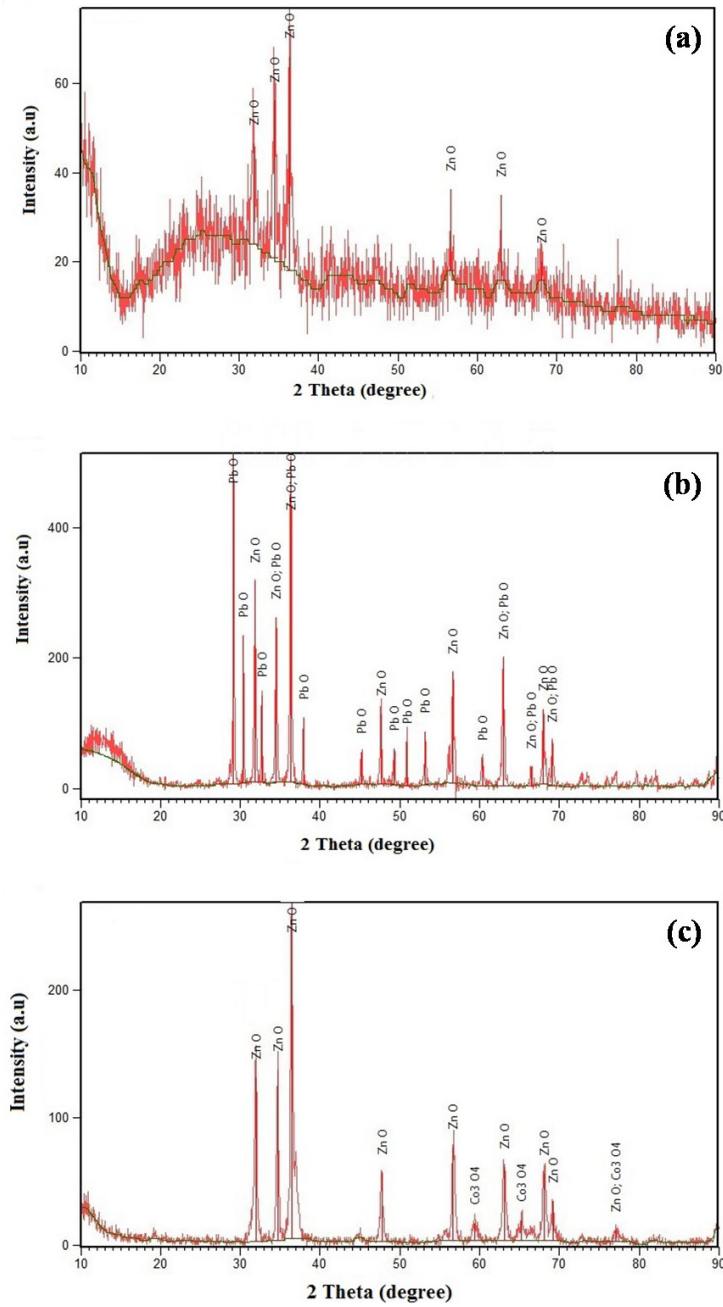 (a)
Zn O
Zn O
Zn O
Zn O
Zn O
Zn O
60
40
20
0
Intensity (a.u)
10 20 30 40 50 60 70 80 90
2 Theta (degree)
(b)
Pb O
Pb O
Zn O
Pb O
Zn O; Pb O
Zn O; Pb O
Pb O
Pb O
Zn O
Pb O
Pb O
Pb O
Zn O
Pb O
Zn O; Pb O
Zn O; Pb O
Zn O
Zn O; Pb O
400
200
0
Intensity (a.u)
10 20 30 40 50 60 70 80 90
2 Theta (degree)
(c)
Zn O
Zn O
Zn O
Zn O
Zn O
Co3 O4
Zn O
Co3 O4
Zn O
Zn O
Zn O; Co3 O4
200
100
0
Intensity (a.u)
10 20 30 40 50 60 70 80 90
2 Theta (degree)